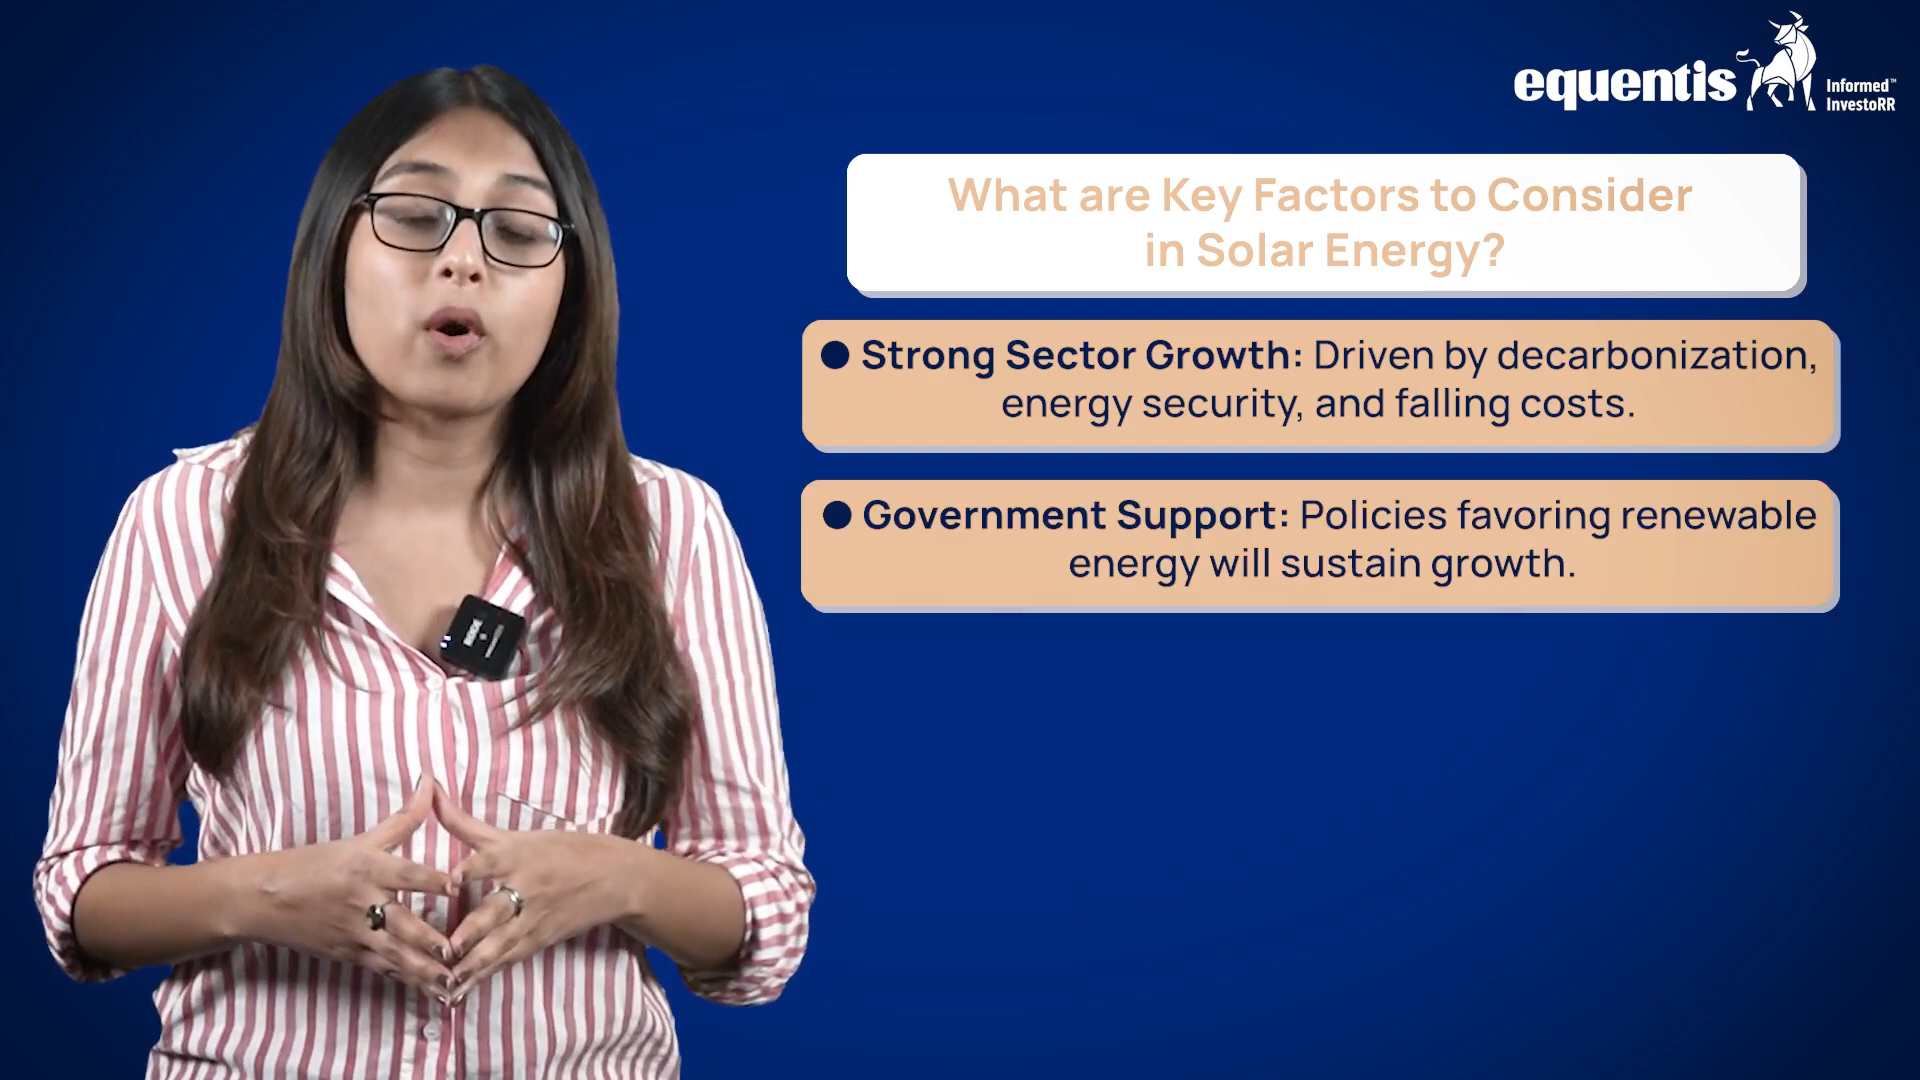 equentis
Informed™
InvestoRR
What are Key Factors to Consider
in Solar Energy?
● Strong Sector Growth: Driven by decarbonization,
energy security, and falling costs.
● Government Support: Policies favoring renewable
energy will sustain growth.